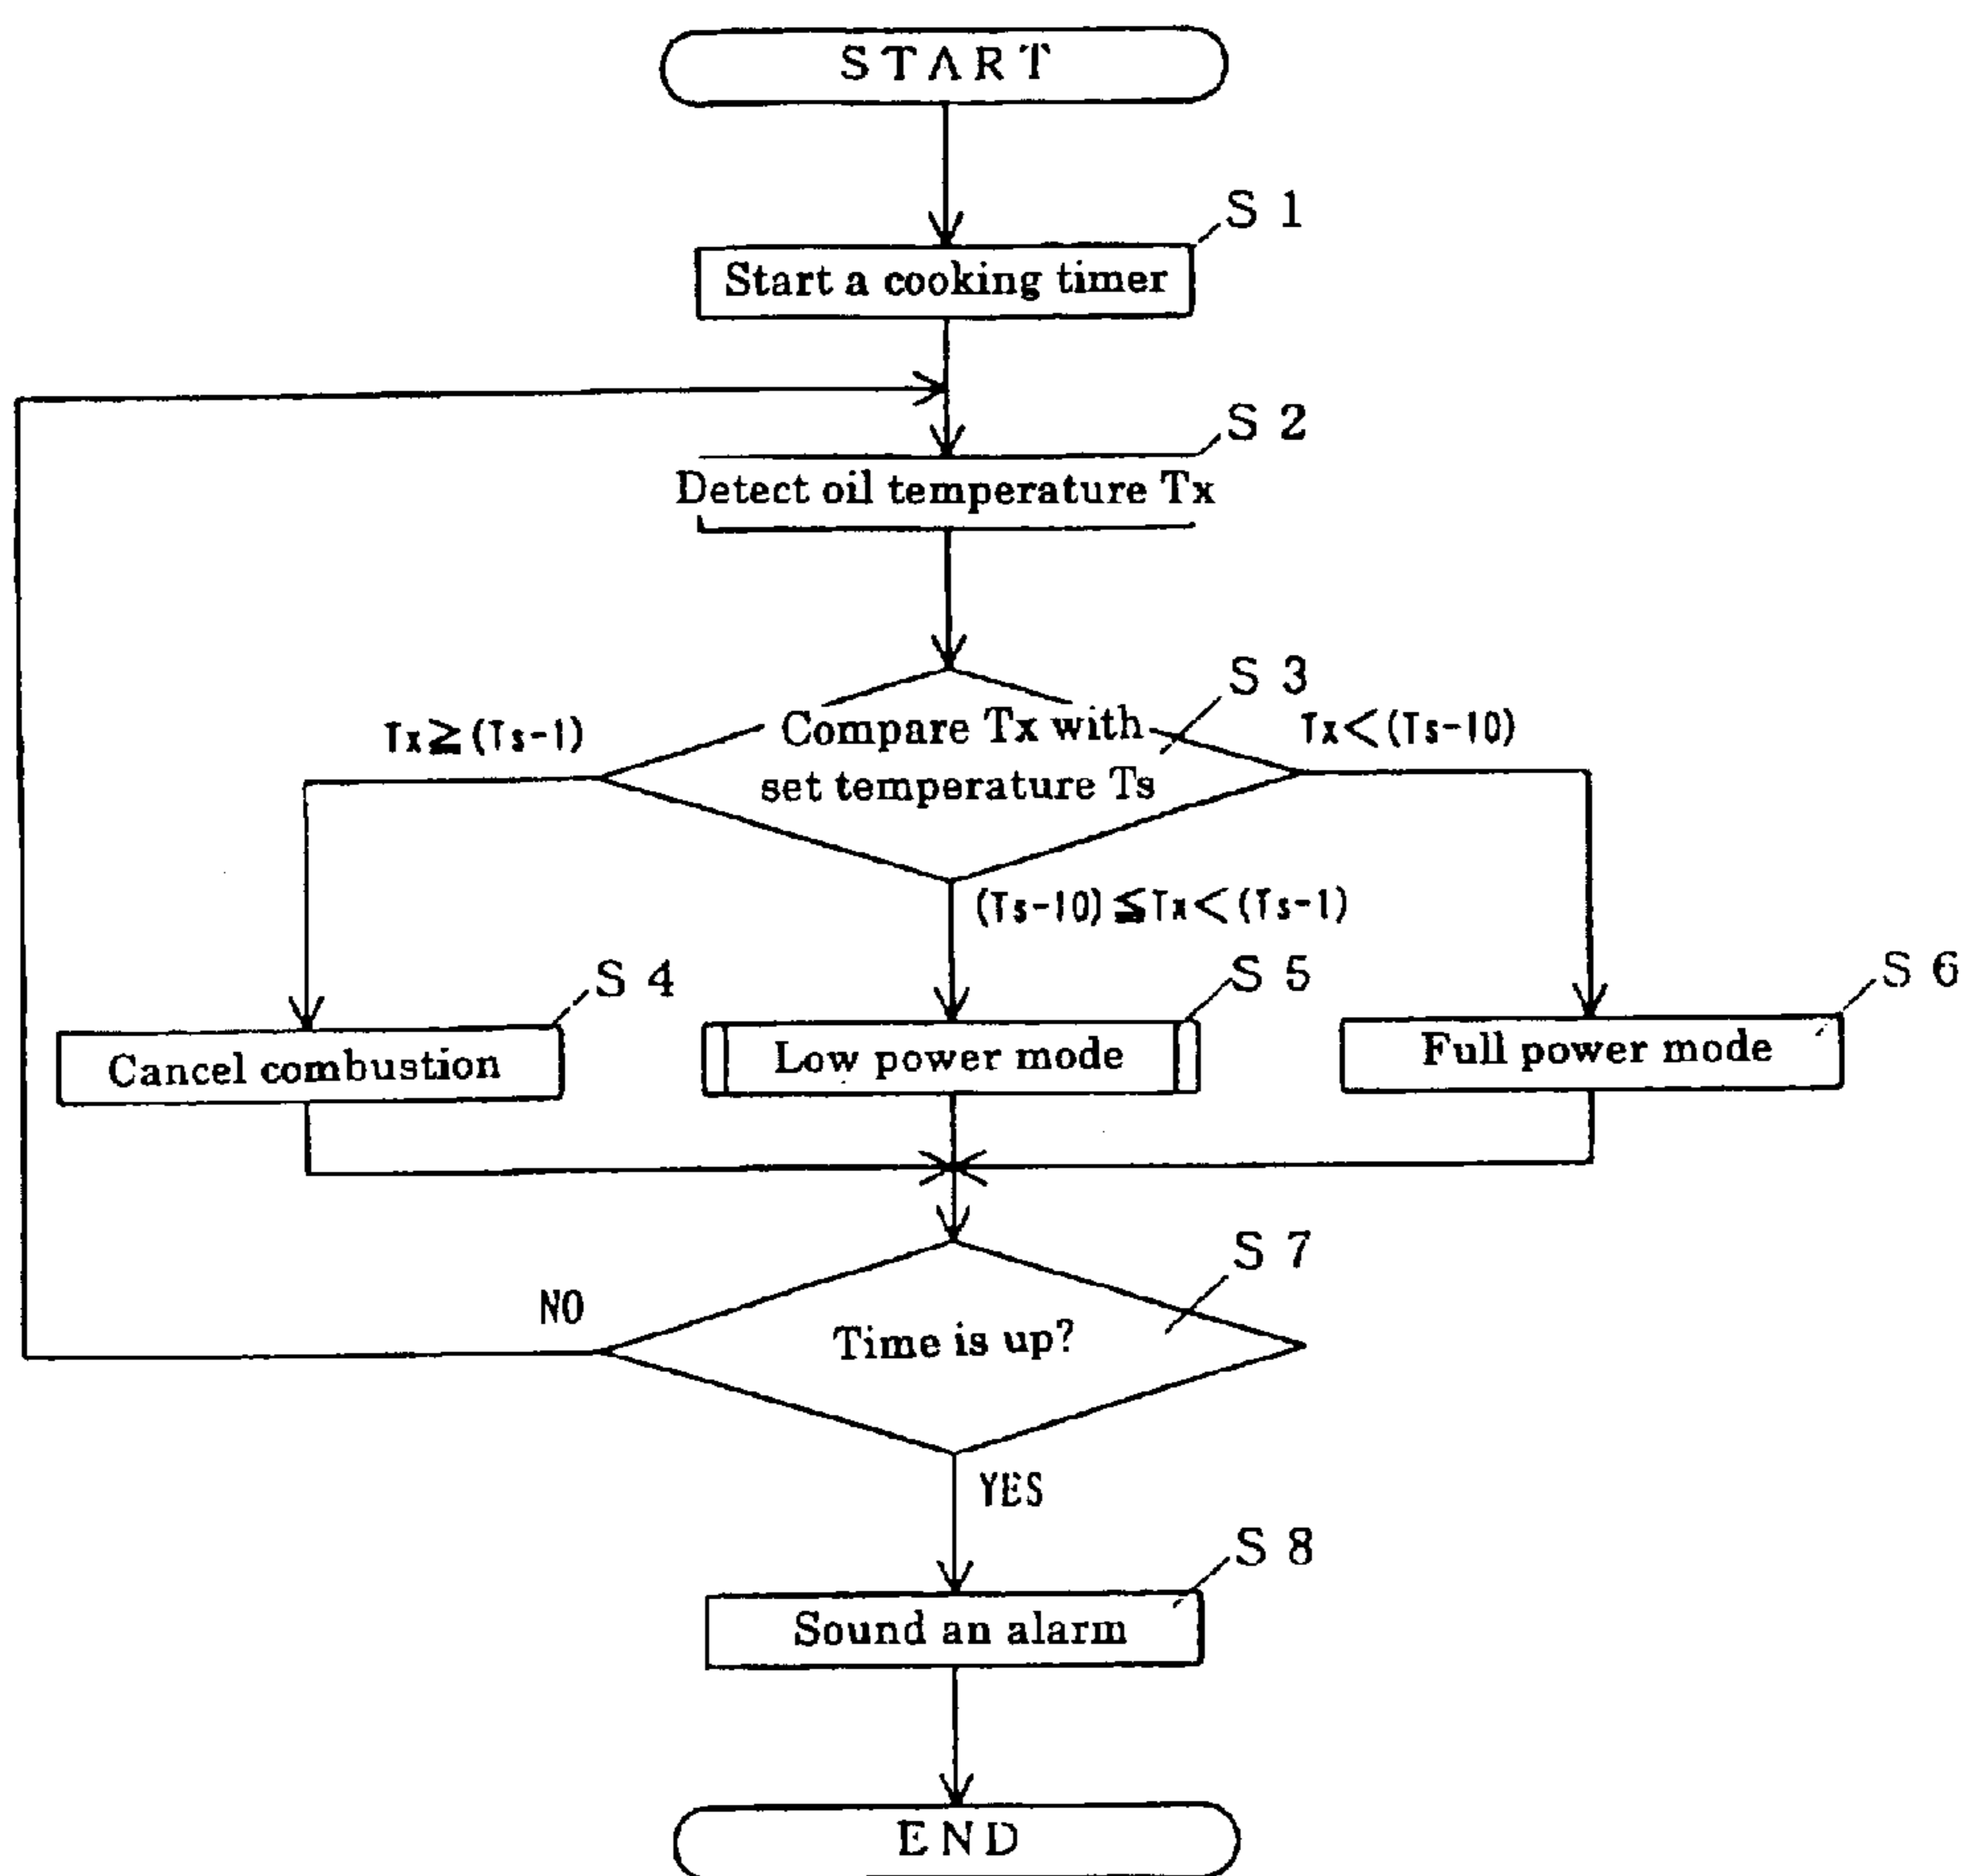 START
S 1
Start a cooking timer
S 2
Detect oil temperature Tx
S 3
Tx≧(Ts-1)
Compare Tx with
set temperature Ts
Tx<(Ts-10)
(Ts-10)≦Tx<(Ts-1)
S 4
S 5
S 6
Cancel combustion
Low power mode
Full power mode
S 7
NO
Time is up?
YES
S 8
Sound an alarm
END